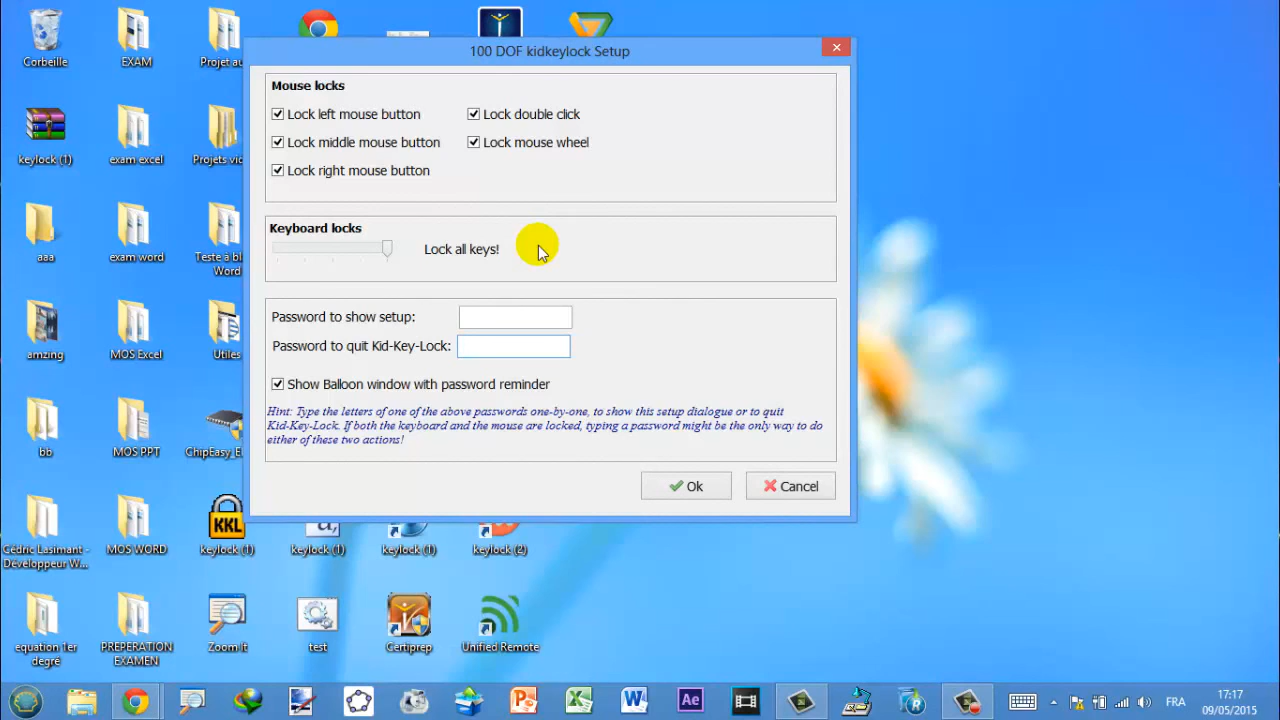 100 DOF kidkeylock Setup
Mouse locks
Lock left mouse button
Lock double click
Lock middle mouse button
Lock mouse wheel
Lock right mouse button
Keyboard locks
Lock all keys!
Password to show setup:
Password to quit Kid-Key-Lock:
Show Balloon window with password reminder
Hint: Type the letters of one of the above passwords one-by-one, to show this setup dialogue or to quit
Kid-Key-Lock. If both the keyboard and the mouse are locked, typing a password might be the only way to do
either of these two actions!
Ok
Cancel
Corbeille
EXAM
Projet au
keylock (1)
exam excel
Projets vid
aaa
exam word
Teste à bl
Word
amzing
MOS Excel
Utiles
bb
MOS PPT
ChipEasy_E
Cédric Lasimant -
Développeur W...
MOS WORD
KKL
keylock (1)
keylock (1)
keylock (1)
keylock (2)
equation 1er
degré
PREPERATION
EXAMEN
Zoom it
test
Certiprep
Unified Remote
Ae
FRA
17:17
09/05/2015